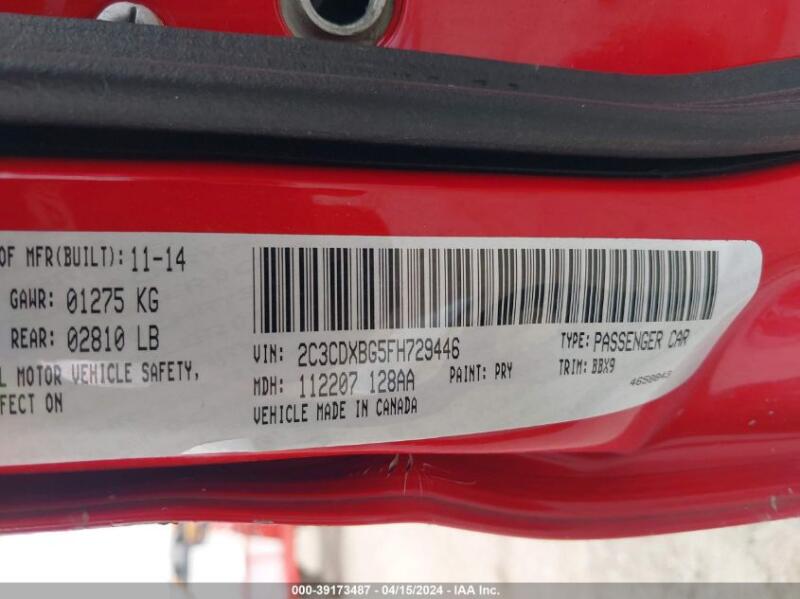 OF MFR(BUILT): 11-14
GAWR: 01275 KG
REAR: 02810 LB
L MOTOR VEHICLE SAFETY,
FECT ON
VIN: 2C3CDXBG5FH729446
TYPE: PASSENGER CAR
MDH: 112207 128AA
PAINT: PRY
TRIM: BBX9
VEHICLE MADE IN CANADA
000-39173487 - 04/15/2024 - IAA Inc.